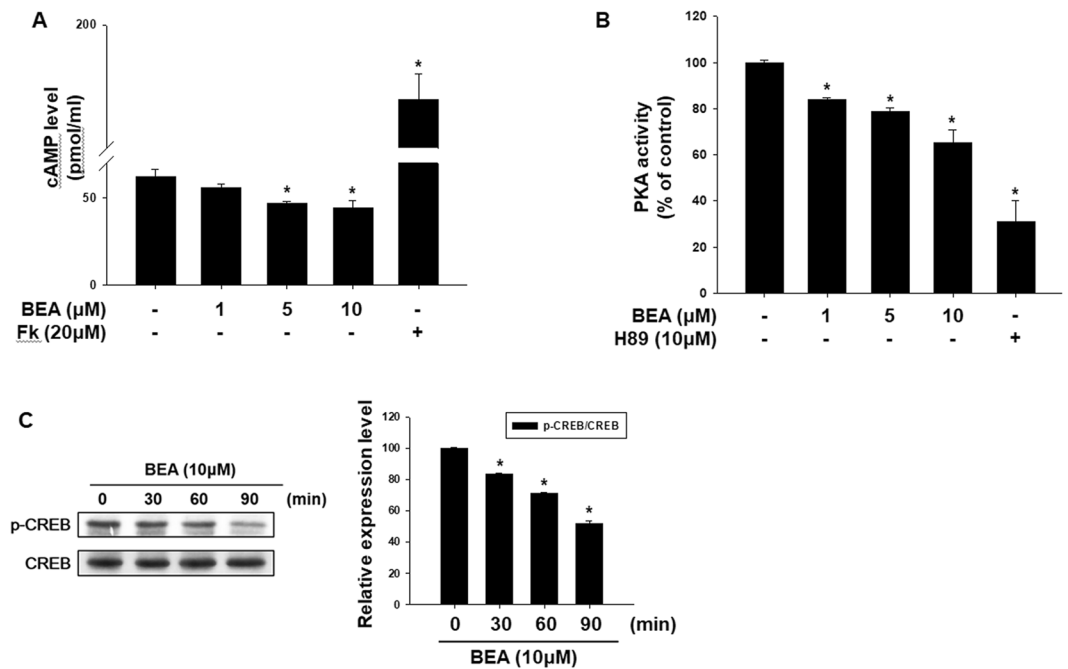 A
200
50
0
cAMP level
(pmol/ml)
*
*
*
BEA (µM) - 1 5 10 -
Fk (20µM) - - - - +
B
120
100
80
60
40
20
0
PKA activity
(% of control)
*
*
*
*
BEA (µM) - 1 5 10 -
H89 (10µM) - - - - +
C
BEA (10µM)
0 30 60 90 (min)
p-CREB
CREB
120
100
80
60
40
20
0
Relative expression level
p-CREB/CREB
*
*
*
0 30 60 90 (min)
BEA (10µM)